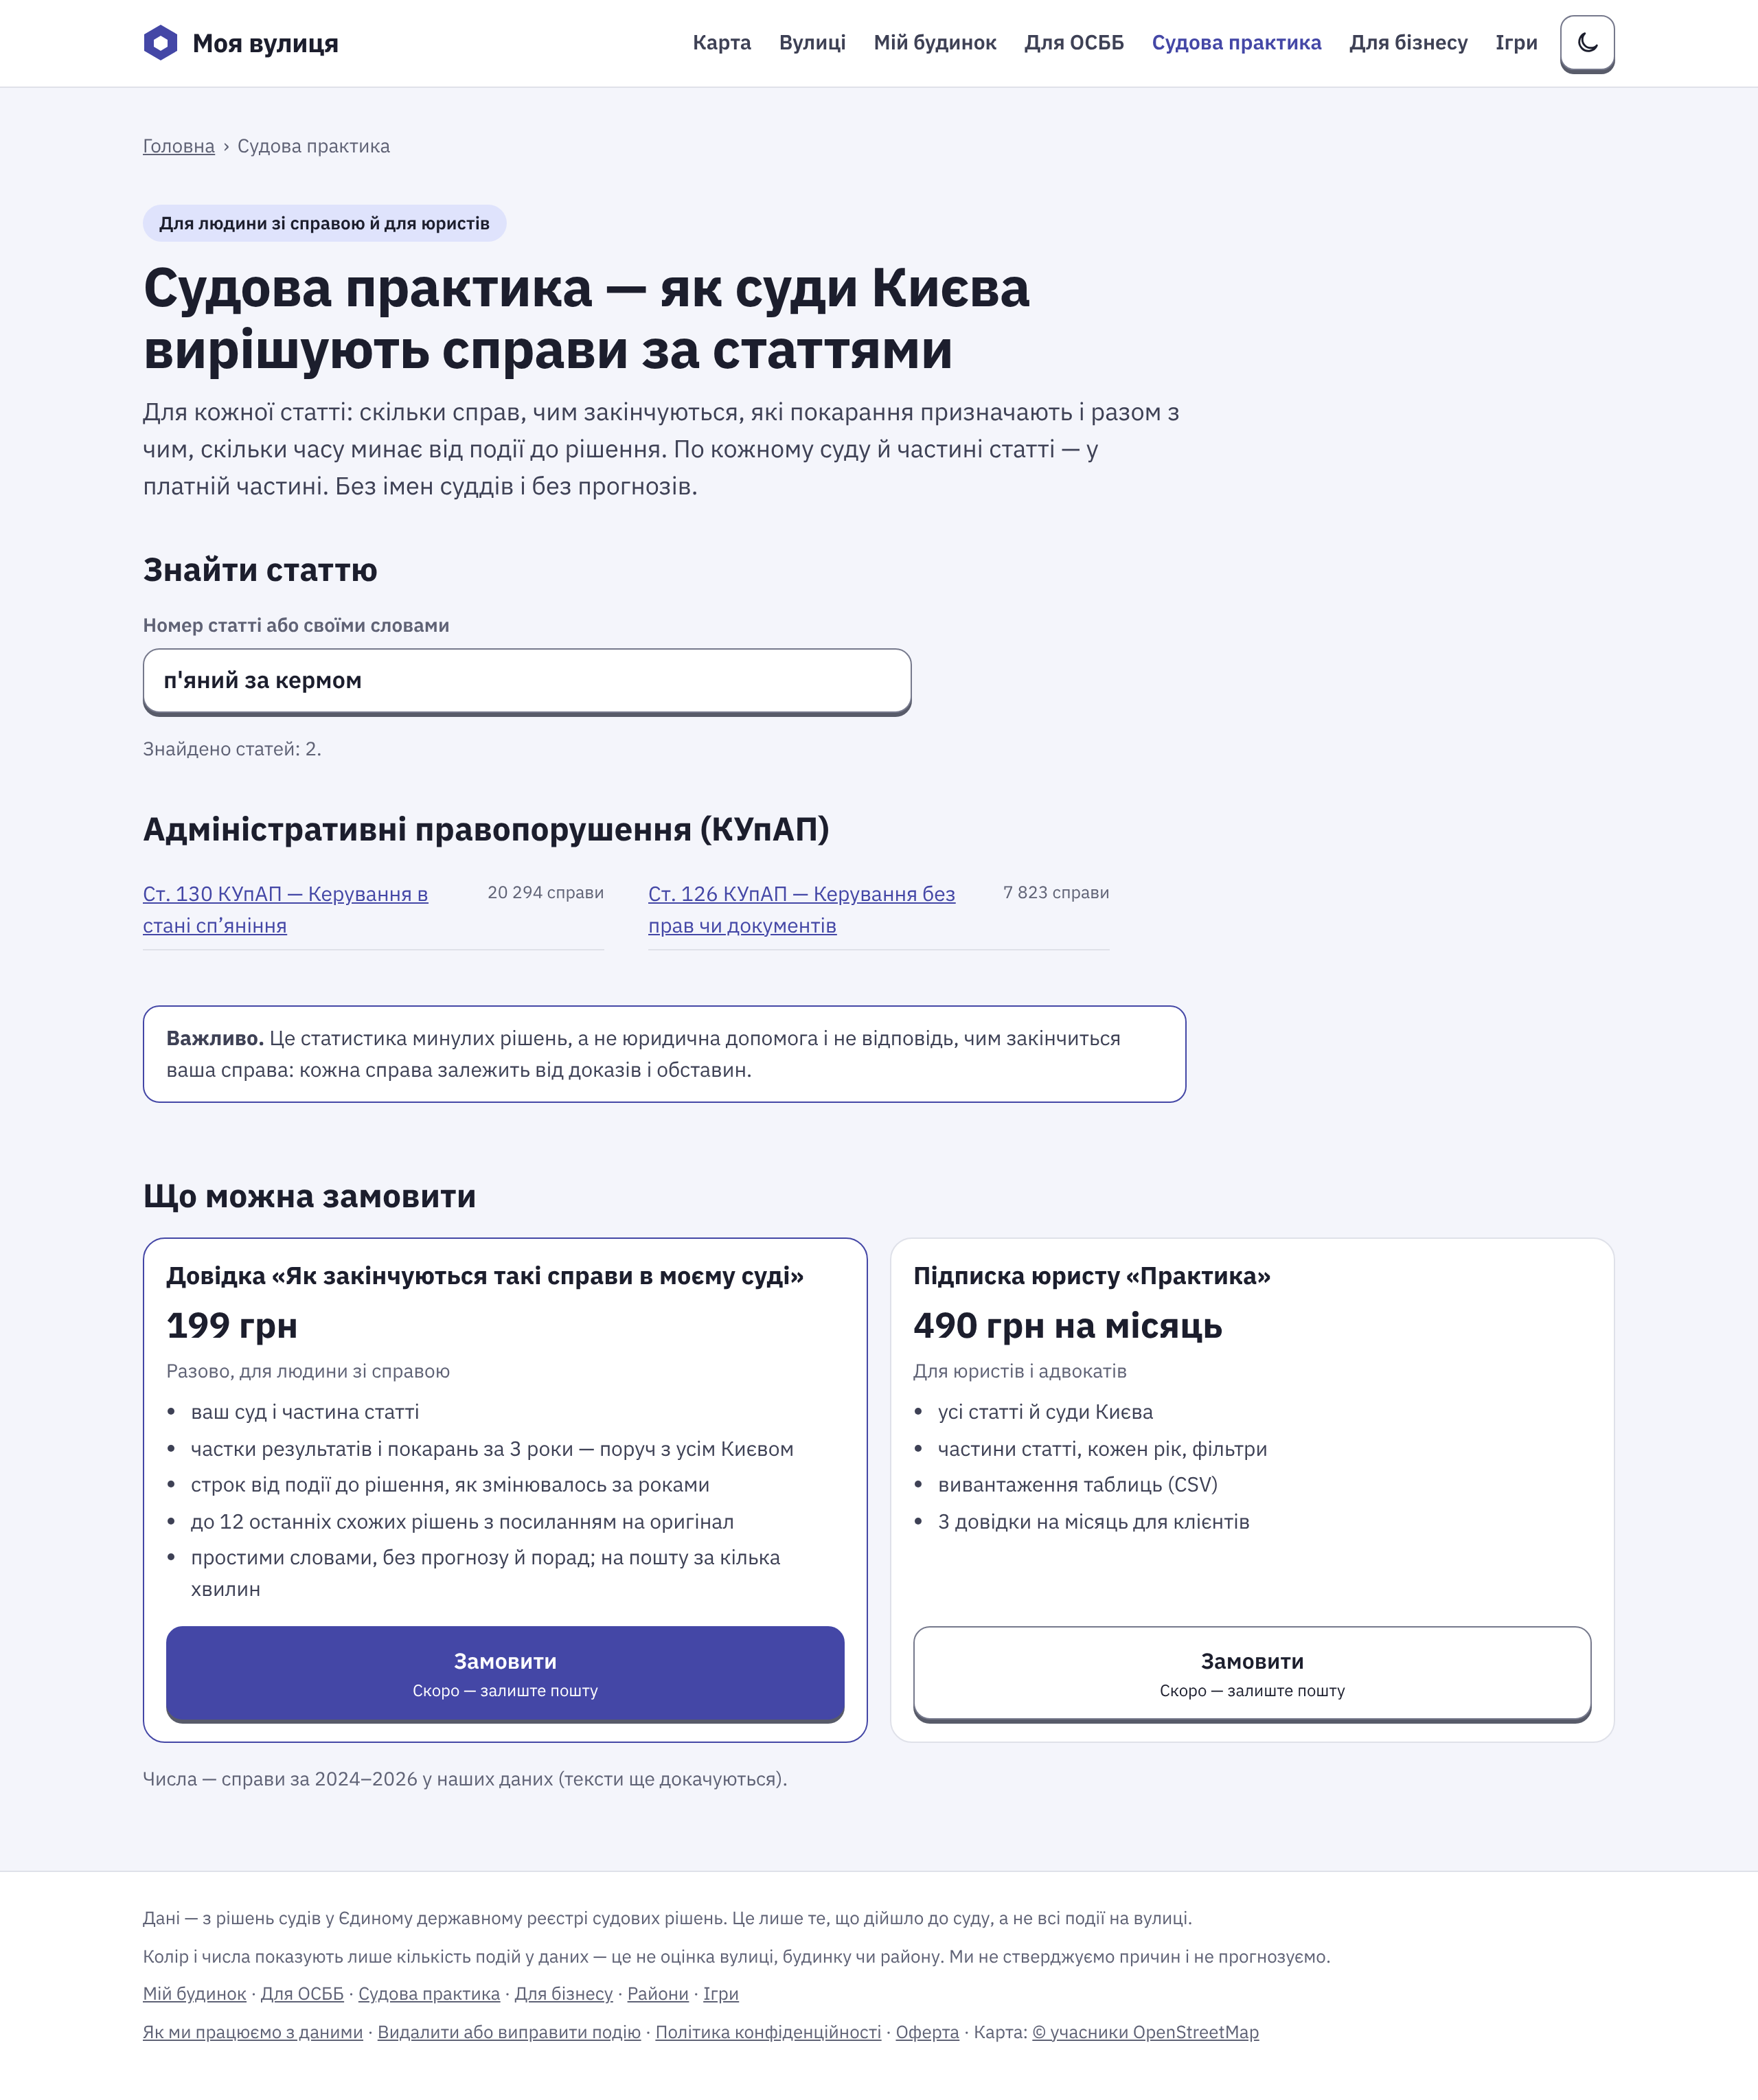 Моя вулиця
Карта Вулиці Мій будинок Для ОСББ Судова практика Для бізнесу Ігри
Головна › Судова практика
Для людини зі справою й для юристів
Судова практика — як суди Києва
вирішують справи за статтями
Для кожної статті: скільки справ, чим закінчуються, які покарання призначають і разом з
чим, скільки часу минає від події до рішення. По кожному суду й частині статті — у
платній частині. Без імен суддів і без прогнозів.
Знайти статтю
Номер статті або своїми словами
п'яний за кермом
Знайдено статей: 2.
Адміністративні правопорушення (КУпАП)
Ст. 130 КУпАП — Керування в
стані сп’яніння
20 294 справи
Ст. 126 КУпАП — Керування без
прав чи документів
7 823 справи
Важливо. Це статистика минулих рішень, а не юридична допомога і не відповідь, чим закінчиться
ваша справа: кожна справа залежить від доказів і обставин.
Що можна замовити
Довідка «Як закінчуються такі справи в моєму суді»
199 грн
Разово, для людини зі справою
• ваш суд і частина статті
• частки результатів і покарань за 3 роки — поруч з усім Києвом
• строк від події до рішення, як змінювалось за роками
• до 12 останніх схожих рішень з посиланням на оригінал
• простими словами, без прогнозу й порад; на пошту за кілька
хвилин
Замовити
Скоро — залиште пошту
Підписка юристу «Практика»
490 грн на місяць
Для юристів і адвокатів
• усі статті й суди Києва
• частини статті, кожен рік, фільтри
• вивантаження таблиць (CSV)
• 3 довідки на місяць для клієнтів
Замовити
Скоро — залиште пошту
Числа — справи за 2024–2026 у наших даних (тексти ще докачуються).
Дані — з рішень судів у Єдиному державному реєстрі судових рішень. Це лише те, що дійшло до суду, а не всі події на вулиці.
Колір і числа показують лише кількість подій у даних — це не оцінка вулиці, будинку чи району. Ми не стверджуємо причин і не прогнозуємо.
Мій будинок · Для ОСББ · Судова практика · Для бізнесу · Райони · Ігри
Як ми працюємо з даними · Видалити або виправити подію · Політика конфіденційності · Оферта · Карта: © учасники OpenStreetMap